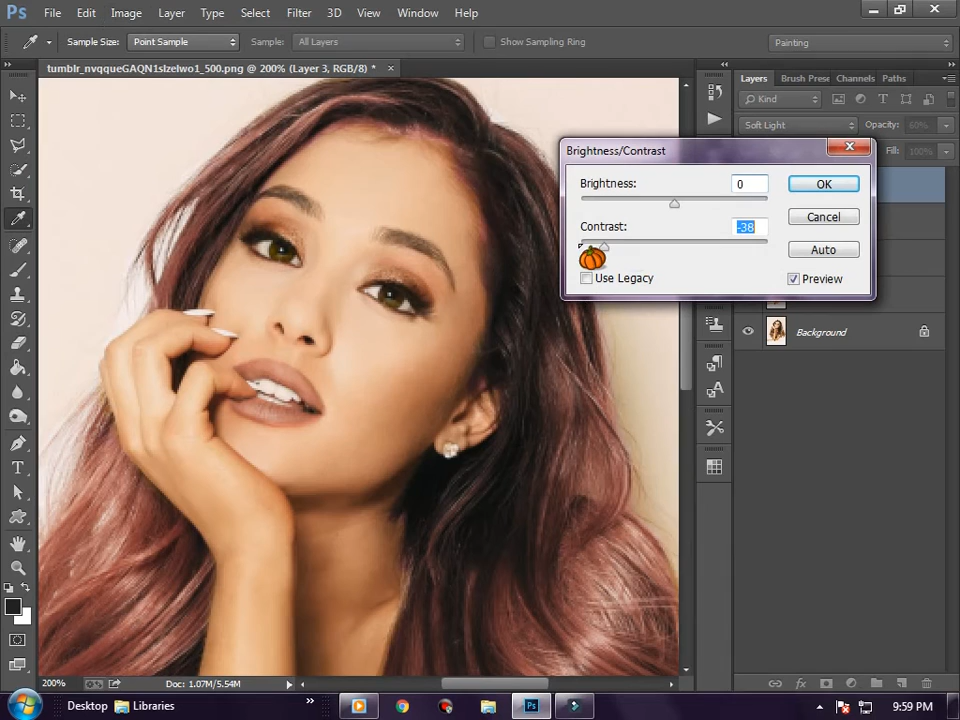 Ps File Edit Image Layer Type Select Filter 3D View Window Help
Sample Size: Point Sample Sample: All Layers Show Sampling Ring Painting
tumblr_nvqqueGAQN1slzelwo1_500.png @ 200% (Layer 3, RGB/8) * ×
Layers Brush Prese Channels Paths
Kind
Soft Light Opacity: 60%
Fill: 100%
Brightness/Contrast
Brightness: 0
OK
Contrast: -38
Cancel
Auto
Use Legacy
Preview
Background
200% Doc: 1.07M/5.54M
Desktop Libraries » Ps 9:59 PM